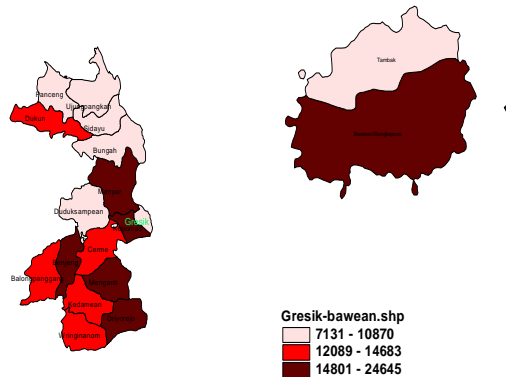 Tambak
Panceng
Ujungpangkah
Dukun
Sidayu
Bungah
Manyar
Duduksampean
Gresik
Cerme
Balongpanggang
Kedamean
Wringinanom
Gresik-bawean.shp
7131 - 10870
12089 - 14683
14801 - 24645